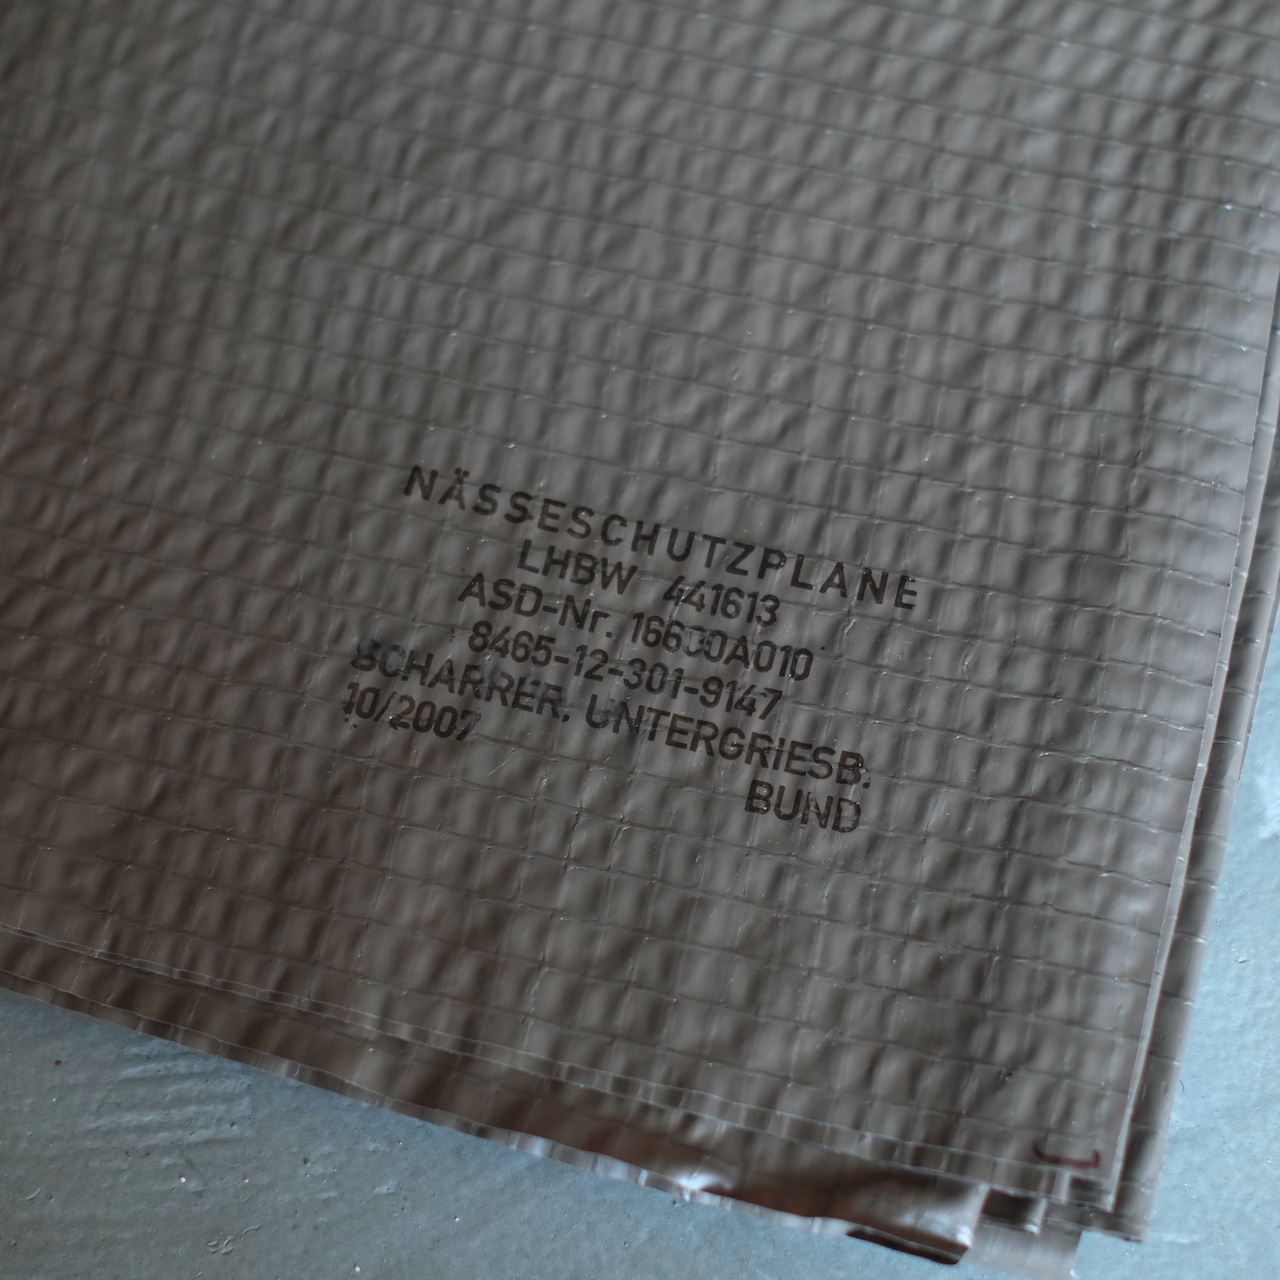 NÄSSESCHUTZPLANE
LHBW 441613
ASD-Nr. 16600A010
8465-12-301-9147
SCHARRER, UNTERGRIESB.
10/2007
BUND